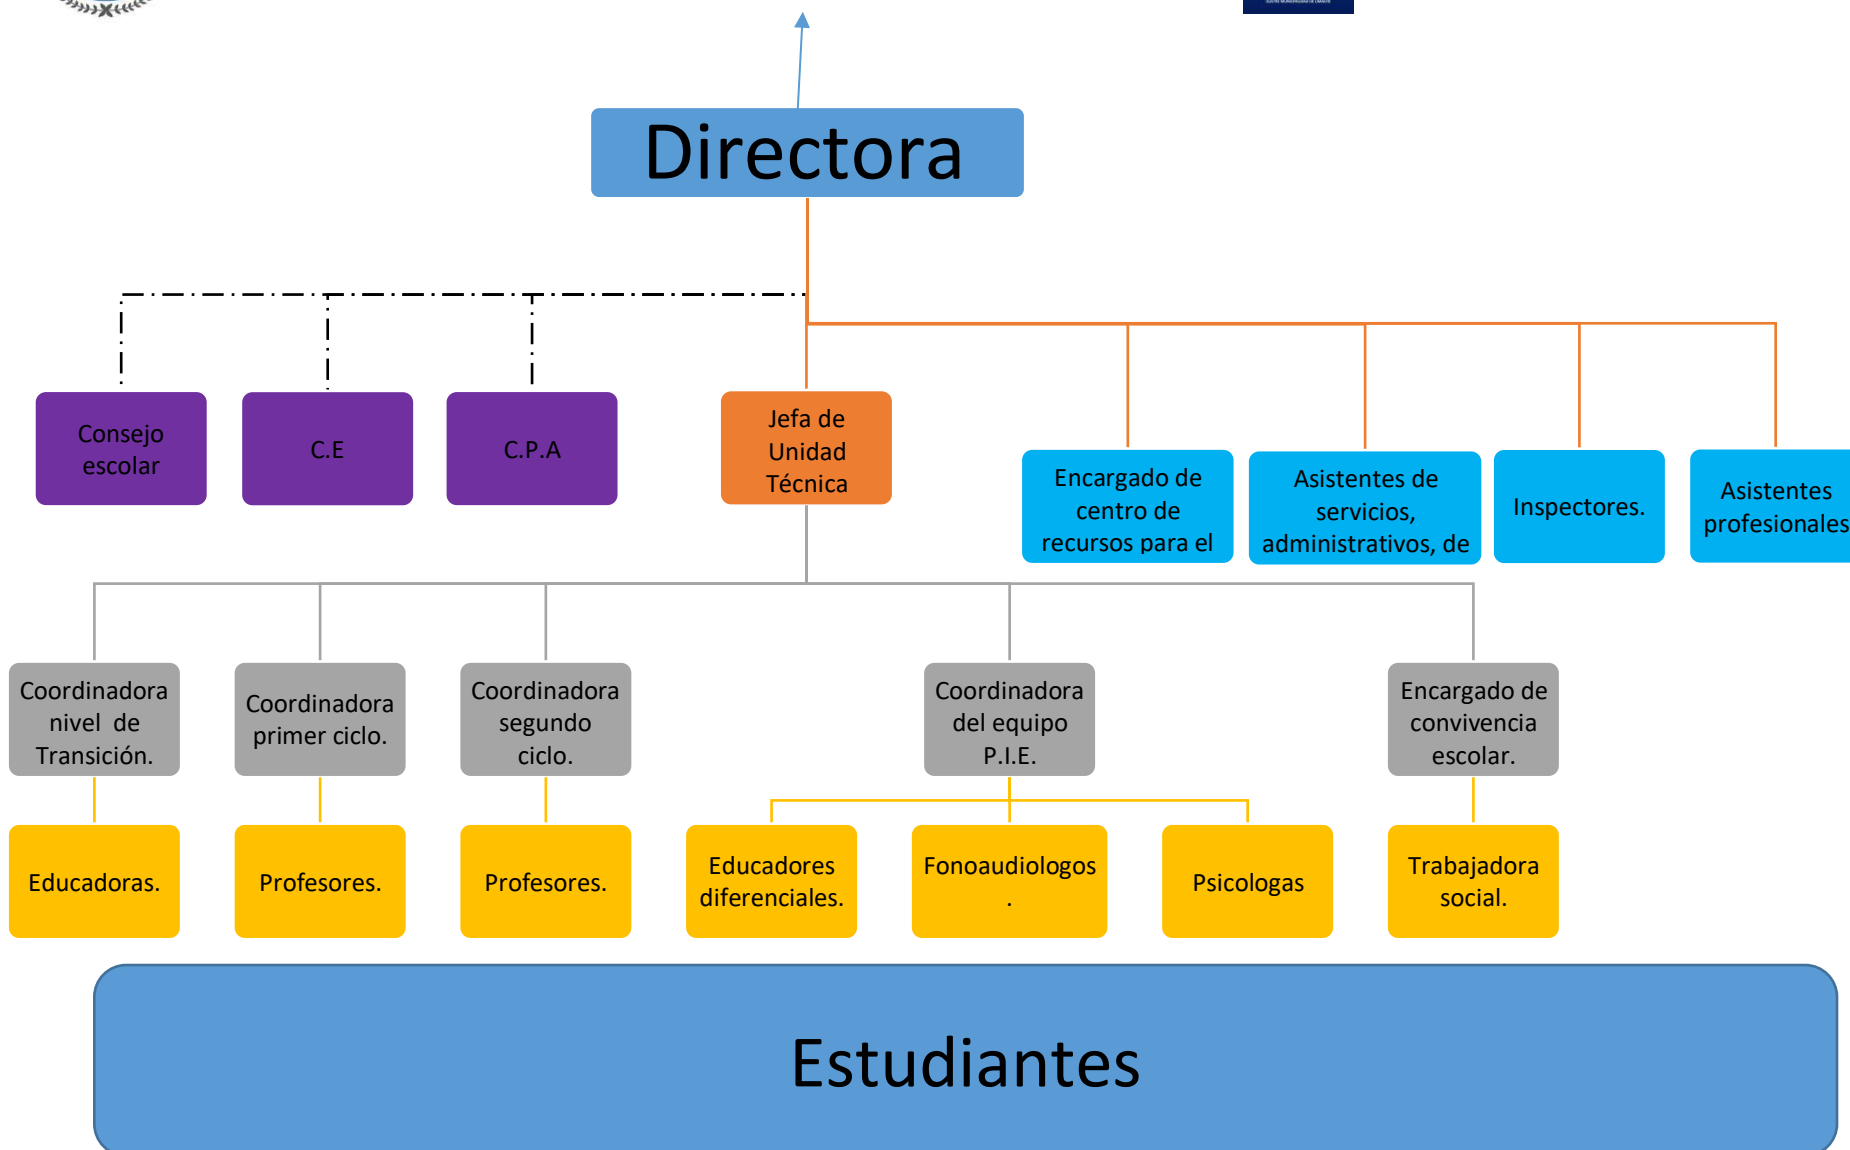 Directora
Consejo
escolar
C.E
C.P.A
Jefa de
Unidad
Técnica
Encargado de
centro de
recursos para el
Asistentes de
servicios,
administrativos, de
Inspectores.
Asistentes
profesionales
Coordinadora
nivel de
Transición.
Coordinadora
primer ciclo.
Coordinadora
segundo
ciclo.
Coordinadora
del equipo
P.I.E.
Encargado de
convivencia
escolar.
Educadoras.
Profesores.
Profesores.
Educadores
diferenciales.
Fonoaudiologos
.
Psicologas
Trabajadora
social.
Estudiantes